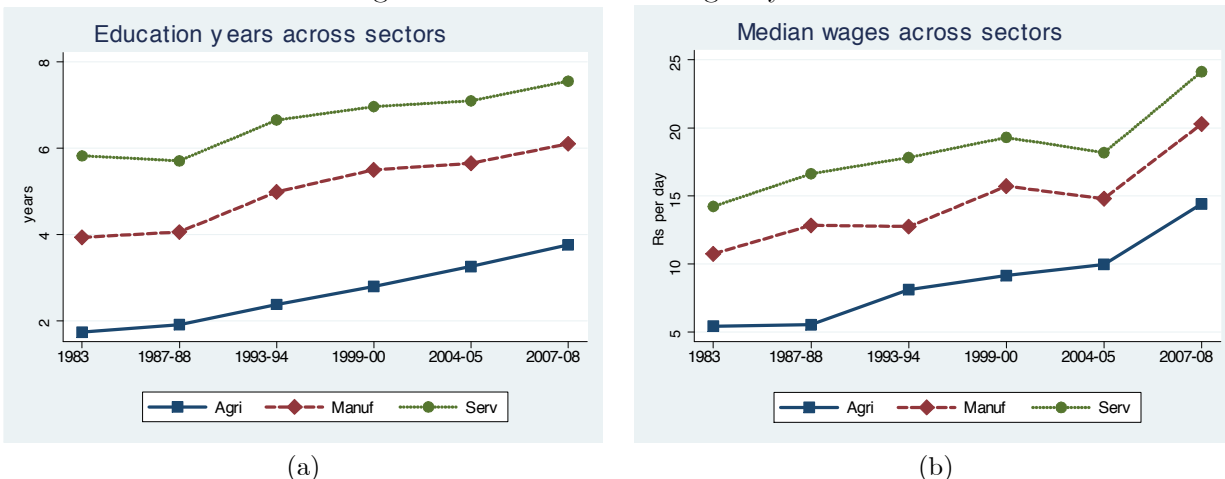 Education years across sectors
8
6
4
2
years
1983 1987-88 1993-94 1999-00 2004-05 2007-08
Agri Manuf Serv
(a)
Median wages across sectors
25
20
15
10
5
Rs per day
1983 1987-88 1993-94 1999-00 2004-05 2007-08
Agri Manuf Serv
(b)